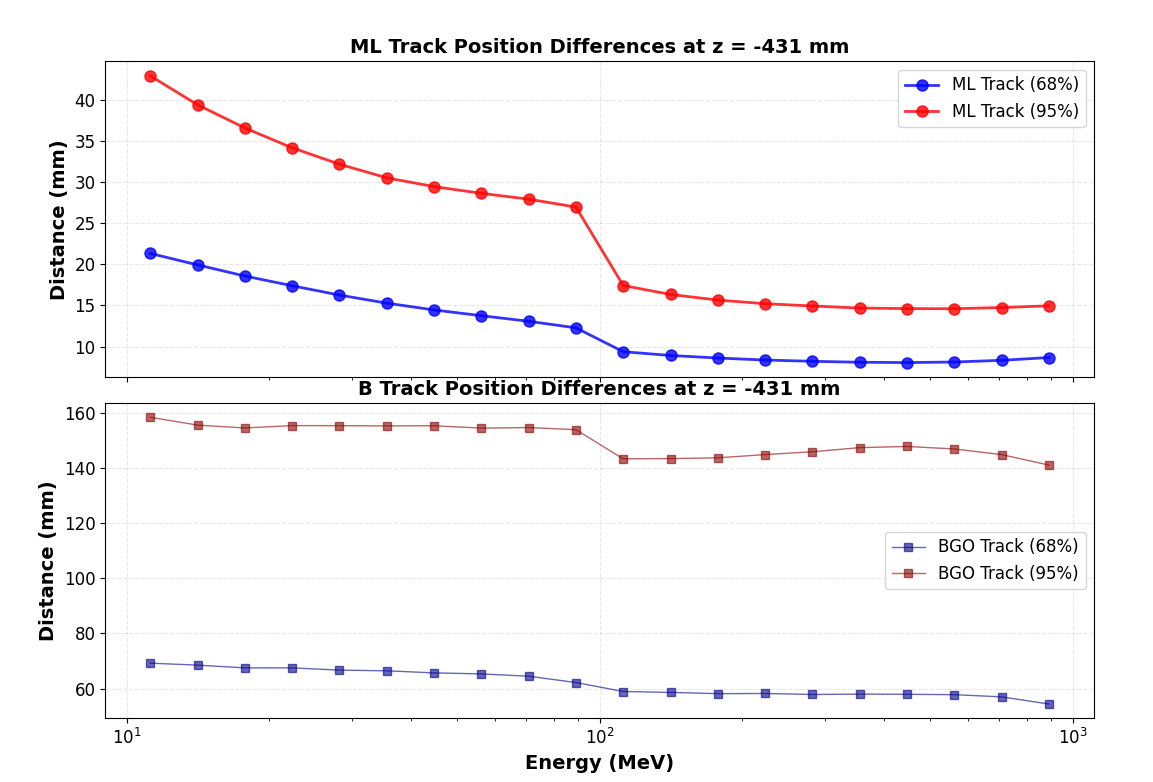 ML Track Position Differences at z = -431 mm
Distance (mm)
40
35
30
25
20
15
10
ML Track (68%)
ML Track (95%)
B Track Position Differences at z = -431 mm
Distance (mm)
160
140
120
100
80
60
BGO Track (68%)
BGO Track (95%)
10¹ 10² 10³
Energy (MeV)